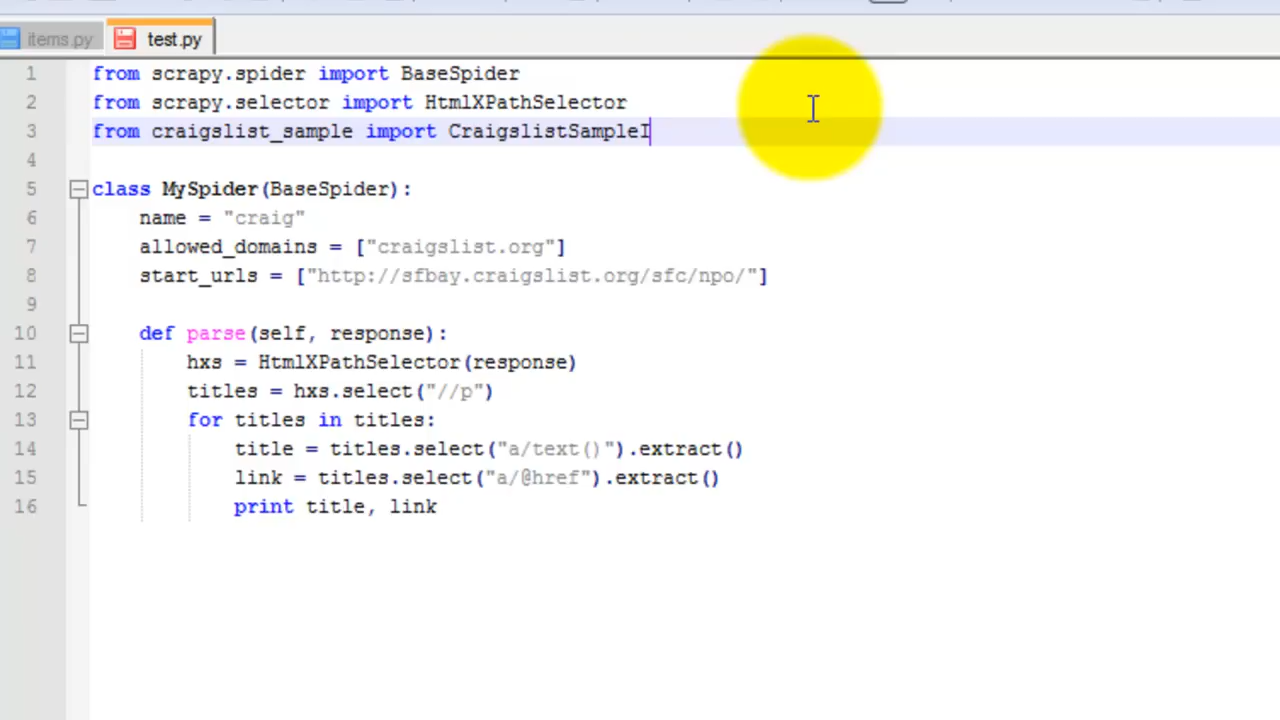 items.py test.py
1 from scrapy.spider import BaseSpider
2 from scrapy.selector import HtmlXPathSelector
3 from craigslist_sample import CraigslistSampleI
4
5 class MySpider(BaseSpider):
6 name = "craig"
7 allowed_domains = ["craigslist.org"]
8 start_urls = ["http://sfbay.craigslist.org/sfc/npo/"]
9
10 def parse(self, response):
11 hxs = HtmlXPathSelector(response)
12 titles = hxs.select("//p")
13 for titles in titles:
14 title = titles.select("a/text()").extract()
15 link = titles.select("a/@href").extract()
16 print title, link